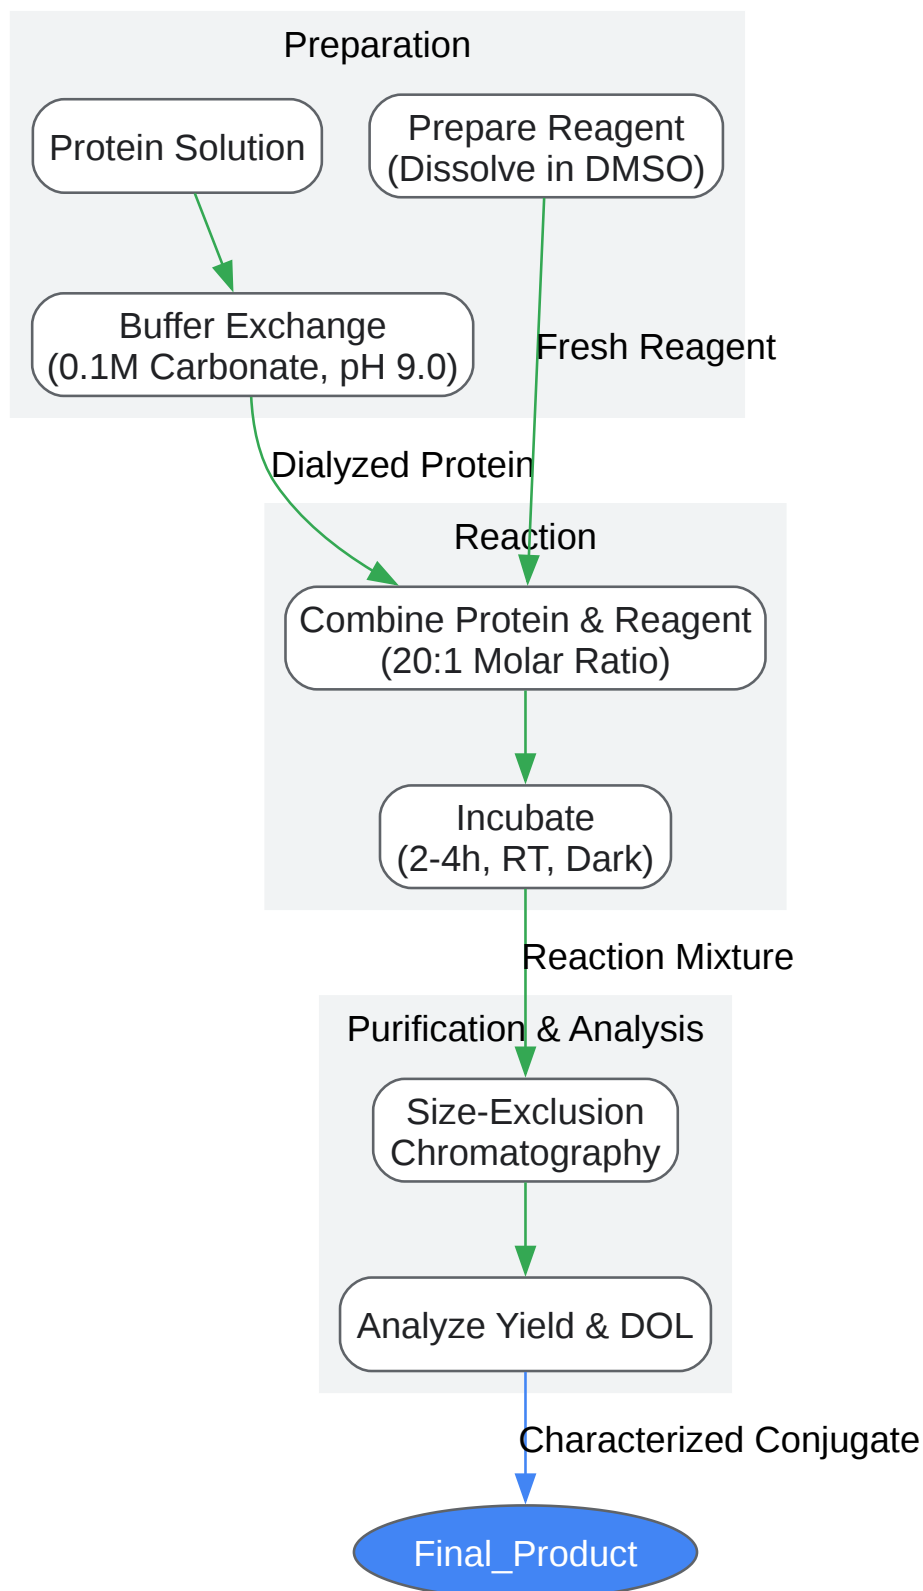 Preparation
Protein Solution
Prepare Reagent
(Dissolve in DMSO)
Buffer Exchange
(0.1M Carbonate, pH 9.0)
Fresh Reagent
Dialyzed Protein
Reaction
Combine Protein & Reagent
(20:1 Molar Ratio)
Incubate
(2-4h, RT, Dark)
Reaction Mixture
Purification & Analysis
Size-Exclusion
Chromatography
Analyze Yield & DOL
Characterized Conjugate
Final_Product